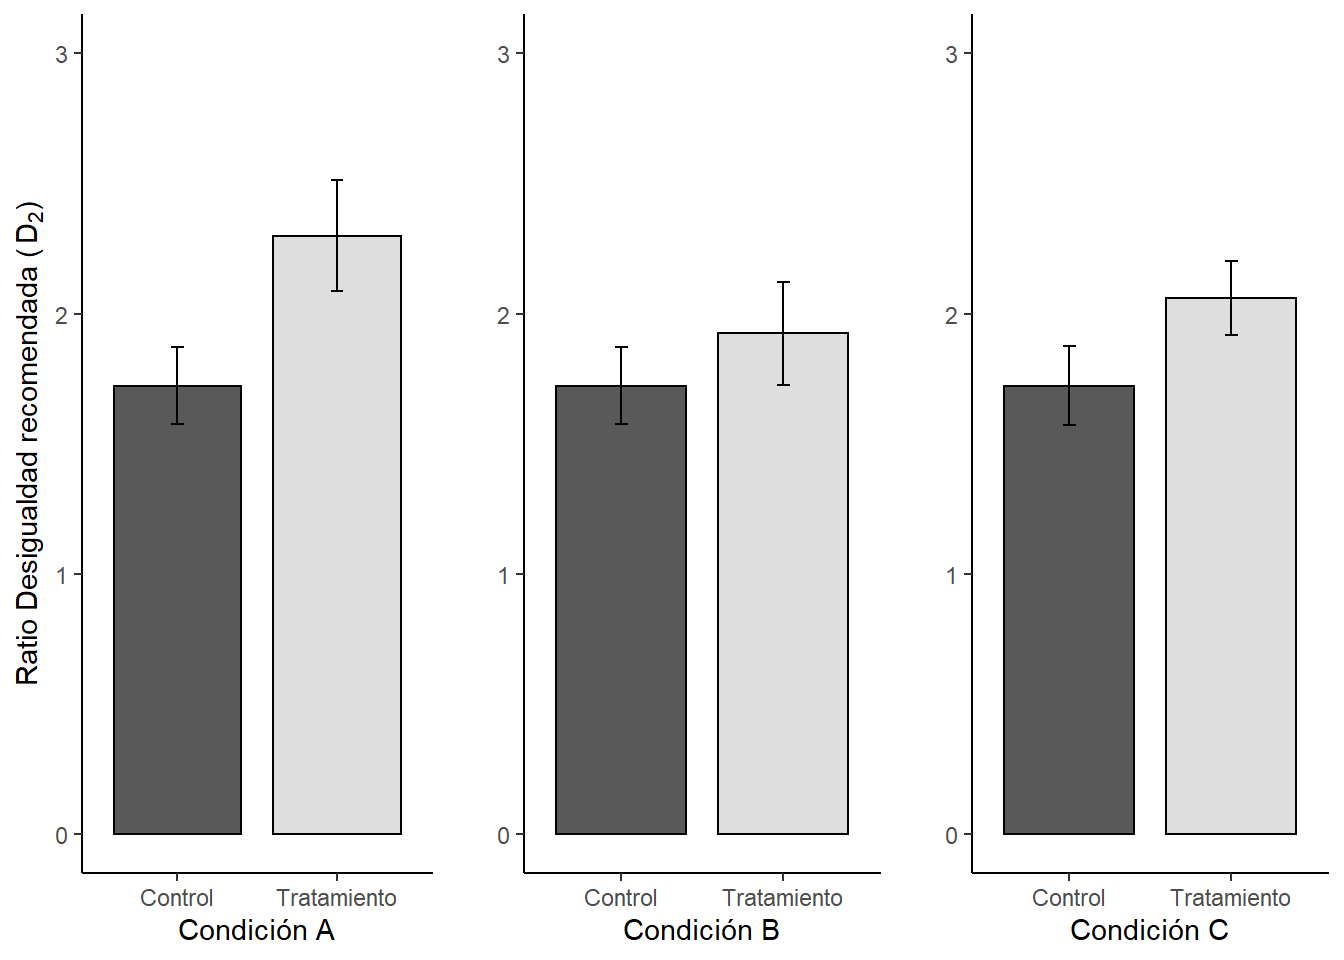 Ratio Desigualdad recomendada ( D₂)
3
2
1
0
Control Tratamiento
Condición A
3
2
1
0
Control Tratamiento
Condición B
3
2
1
0
Control Tratamiento
Condición C